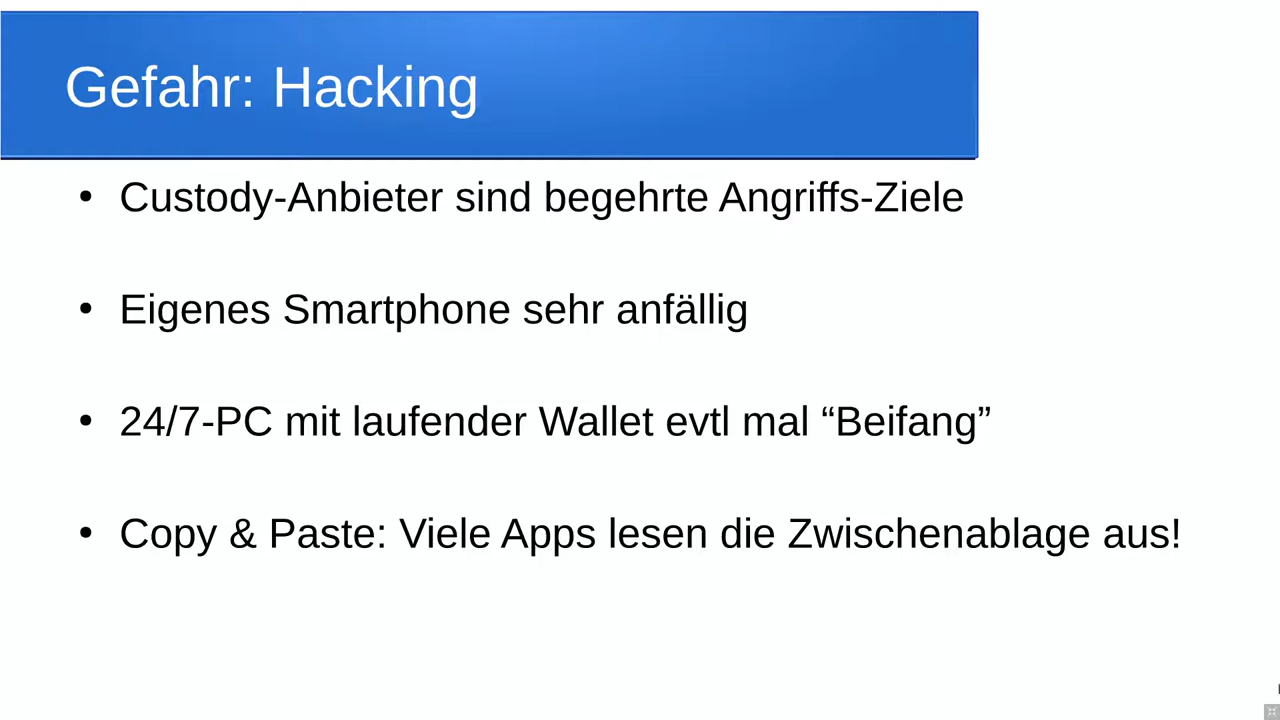 Gefahr: Hacking
• Custody-Anbieter sind begehrte Angriffs-Ziele
• Eigenes Smartphone sehr anfällig
• 24/7-PC mit laufender Wallet evtl mal “Beifang”
• Copy & Paste: Viele Apps lesen die Zwischenablage aus!